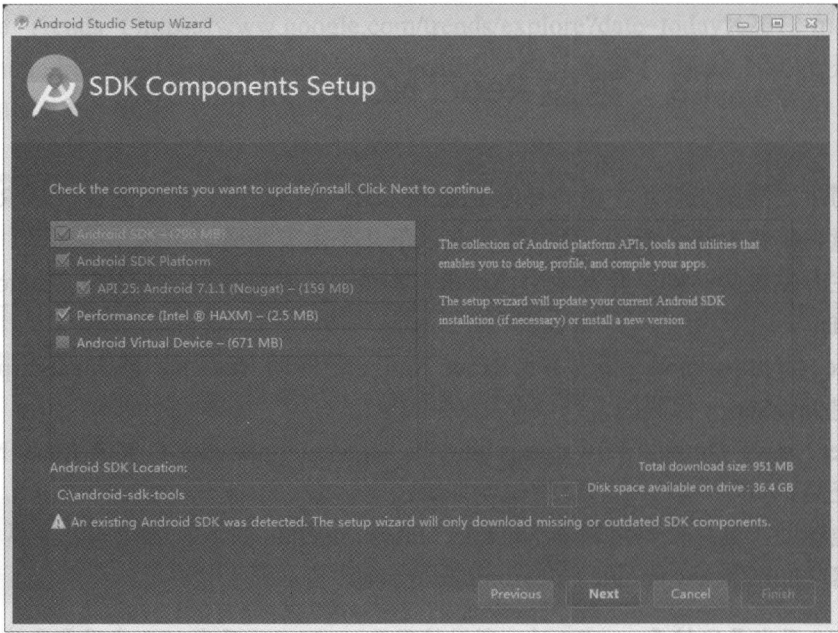 Android Studio Setup Wizard
SDK Components Setup
Check the components you want to update/install. Click Next to continue.
Android SDK – (790 MB)
Android SDK Platform
API 25: Android 7.1.1 (Nougat) – (159 MB)
Performance (Intel ® HAXM) – (2.5 MB)
Android Virtual Device – (671 MB)
The collection of Android platform APIs, tools and utilities that
enables you to debug, profile, and compile your apps.
The setup wizard will update your current Android SDK
installation (if necessary) or install a new version.
Android SDK Location:
C:\android-sdk-tools
...
Total download size: 951 MB
Disk space available on drive : 36.4 GB
An existing Android SDK was detected. The setup wizard will only download missing or outdated SDK components.
Previous
Next
Cancel
Finish